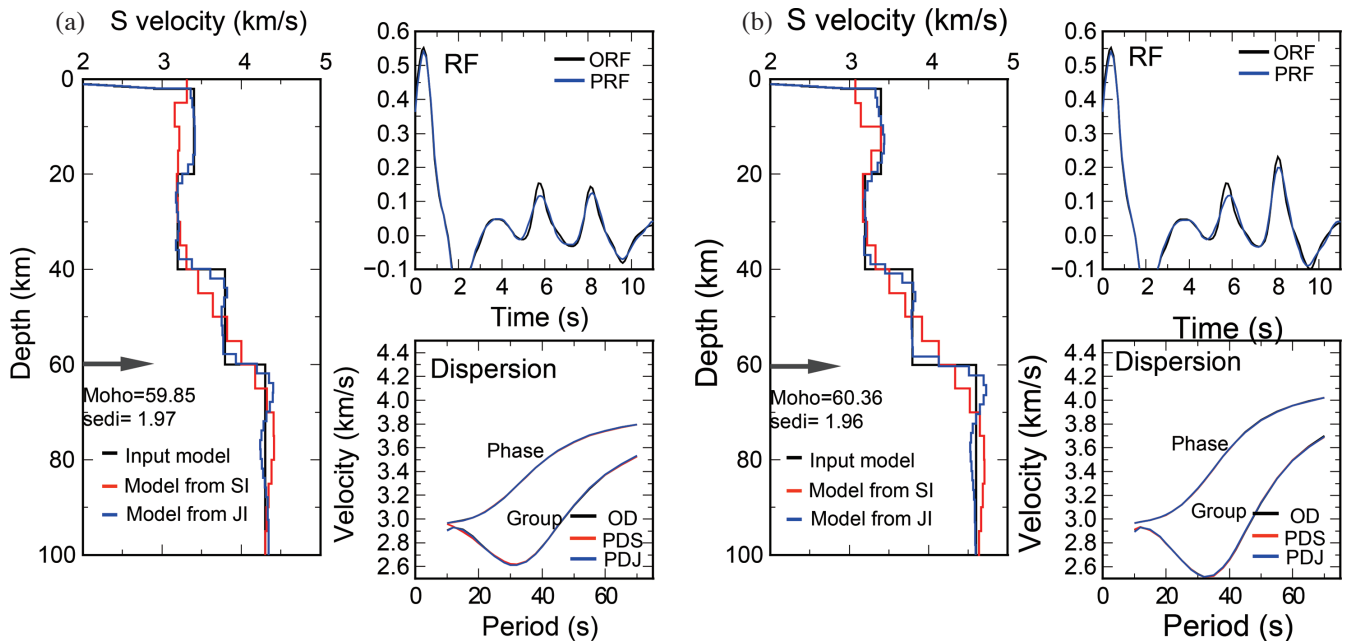 (a) S velocity (km/s)
2 3 4 5
0
20
40
60
80
100
Depth (km)
Moho=59.85
sedi= 1.97
Input model
Model from SI
Model from JI
RF
ORF
PRF
0.6
0.5
0.4
0.3
0.2
0.1
0.0
−0.1
0 2 4 6 8 10
Time (s)
Dispersion
Phase
Group
OD
PDS
PDJ
4.4
4.2
4.0
3.8
3.6
3.4
3.2
3.0
2.8
2.6
Velocity (km/s)
0 20 40 60
Period (s)
(b) S velocity (km/s)
2 3 4 5
0
20
40
60
80
100
Depth (km)
Moho=60.36
sedi= 1.96
Input model
Model from SI
Model from JI
RF
ORF
PRF
0.6
0.5
0.4
0.3
0.2
0.1
0.0
−0.1
0 2 4 6 8 10
Time (s)
Dispersion
Phase
Group
OD
PDS
PDJ
4.4
4.2
4.0
3.8
3.6
3.4
3.2
3.0
2.8
2.6
Velocity (km/s)
0 20 40 60
Period (s)